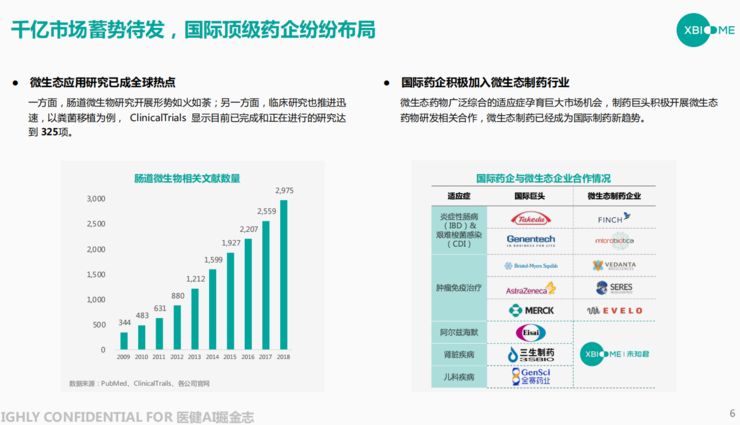 千亿市场蓄势待发，国际顶级药企纷纷布局
XBIOME
● 微生态应用研究已成全球热点
一方面，肠道微生物研究开展形势如火如荼；另一方面，临床研究也推进迅
速，以粪菌移植为例， ClinicalTrials 显示目前已完成和正在进行的研究达
到 325项。
● 国际药企积极加入微生态制药行业
微生态药物广泛综合的适应症孕育巨大市场机会，制药巨头积极开展微生态
药物研发相关合作，微生态制药已经成为国际制药新趋势。
肠道微生物相关文献数量
3,000
2,500
2,000
1,500
1,000
500
0
344
483
631
880
1,212
1,599
1,927
2,207
2,559
2,975
2009 2010 2011 2012 2013 2014 2015 2016 2017 2018
数据来源：PubMed、ClinicalTrails、各公司官网
国际药企与微生态企业合作情况
适应症 国际巨头 微生态制药企业
炎症性肠病
（IBD）&
艰难梭菌感染
（CDI）
Takeda FINCH
Genentech microbiotica
IN BUSINESS FOR LIFE
肿瘤免疫治疗
Bristol-Myers Squibb VEDANTA
BIOSCIENCES
AstraZeneca SERES
THERAPEUTICS
MERCK EVELO
阿尔兹海默 Eisai
肾脏疾病 三生制药
3SBIO
XBIOME | 未知君
儿科疾病 GenSci
金赛药业
IGHLY CONFIDENTIAL FOR 医健AI掘金志
6